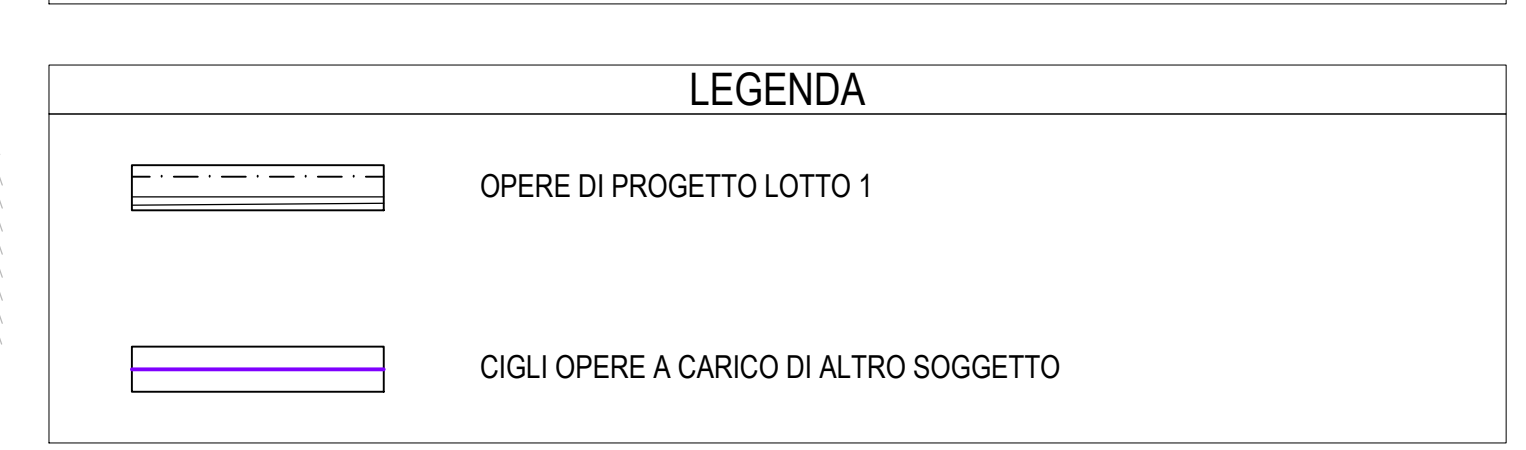 LEGENDA
OPERE DI PROGETTO LOTTO 1
CIGLI OPERE A CARICO DI ALTRO SOGGETTO